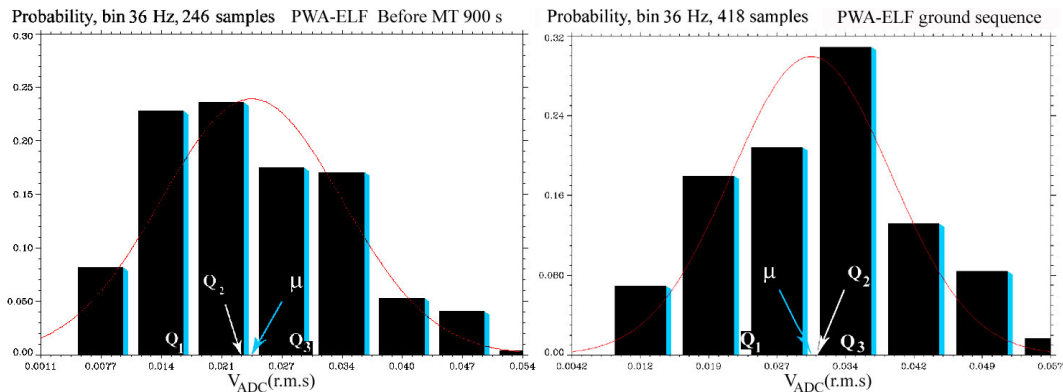 Probability, bin 36 Hz, 246 samples PWA-ELF Before MT 900 s
0.30
0.25
0.20
0.15
0.10
0.050
0.00
Q2
μ
Q1
Q3
0.0011 0.0077 0.014 0.021 0.027 0.034 0.040 0.047 0.054
VADC(r.m.s)
Probability, bin 36 Hz, 418 samples PWA-ELF ground sequence
0.32
0.24
0.16
0.080
0.00
μ
Q2
Q1
Q3
0.0042 0.012 0.019 0.027 0.034 0.042 0.049
VADC(r.m.s)